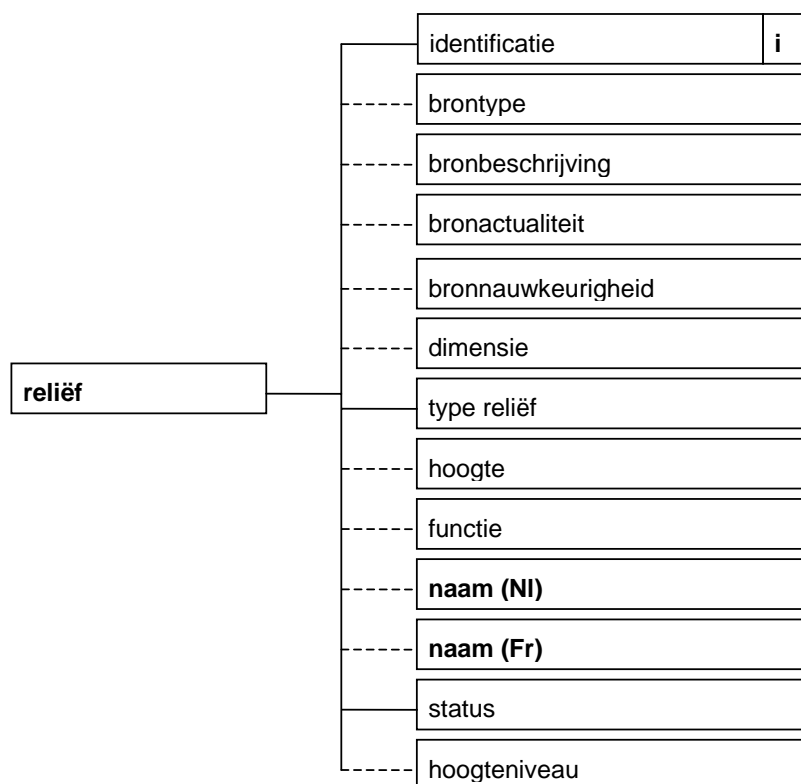 identificatie i
brontype
bronbeschrijving
bronactualiteit
bronnauwkeurigheid
dimensie
reliëf
type reliëf
hoogte
functie
naam (Nl)
naam (Fr)
status
hoogteniveau